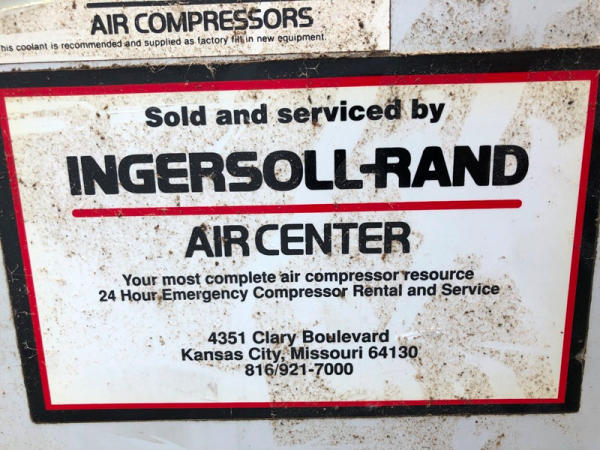 AIR COMPRESSORS
his coolant is recommended and supplied as factory fill in new equipment.
Sold and serviced by
INGERSOLL-RAND
AIR CENTER
Your most complete air compressor resource
24 Hour Emergency Compressor Rental and Service
4351 Clary Boulevard
Kansas City, Missouri 64130
816/921-7000